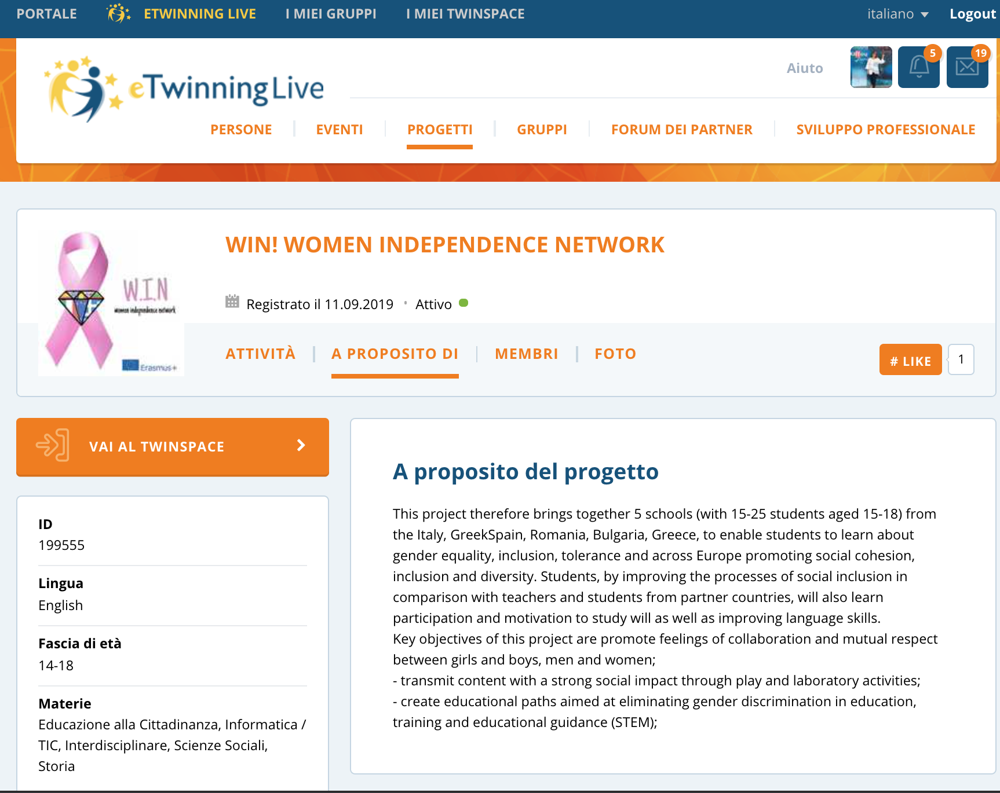 PORTALE ETWINNING LIVE I MIEI GRUPPI I MIEI TWINSPACE italiano Logout
eTwinning Live
Aiuto 5 19
PERSONE EVENTI PROGETTI GRUPPI FORUM DEI PARTNER SVILUPPO PROFESSIONALE
WIN! WOMEN INDEPENDENCE NETWORK
W.I.N
women independence network
Erasmus+
Registrato il 11.09.2019 • Attivo
ATTIVITÀ A PROPOSITO DI MEMBRI FOTO
# LIKE 1
VAI AL TWINSPACE
ID
199555
Lingua
English
Fascia di età
14-18
Materie
Educazione alla Cittadinanza, Informatica /
TIC, Interdisciplinare, Scienze Sociali,
Storia
A proposito del progetto
This project therefore brings together 5 schools (with 15-25 students aged 15-18) from
the Italy, GreekSpain, Romania, Bulgaria, Greece, to enable students to learn about
gender equality, inclusion, tolerance and across Europe promoting social cohesion,
inclusion and diversity. Students, by improving the processes of social inclusion in
comparison with teachers and students from partner countries, will also learn
participation and motivation to study will as well as improving language skills.
Key objectives of this project are promote feelings of collaboration and mutual respect
between girls and boys, men and women;
- transmit content with a strong social impact through play and laboratory activities;
- create educational paths aimed at eliminating gender discrimination in education,
training and educational guidance (STEM);